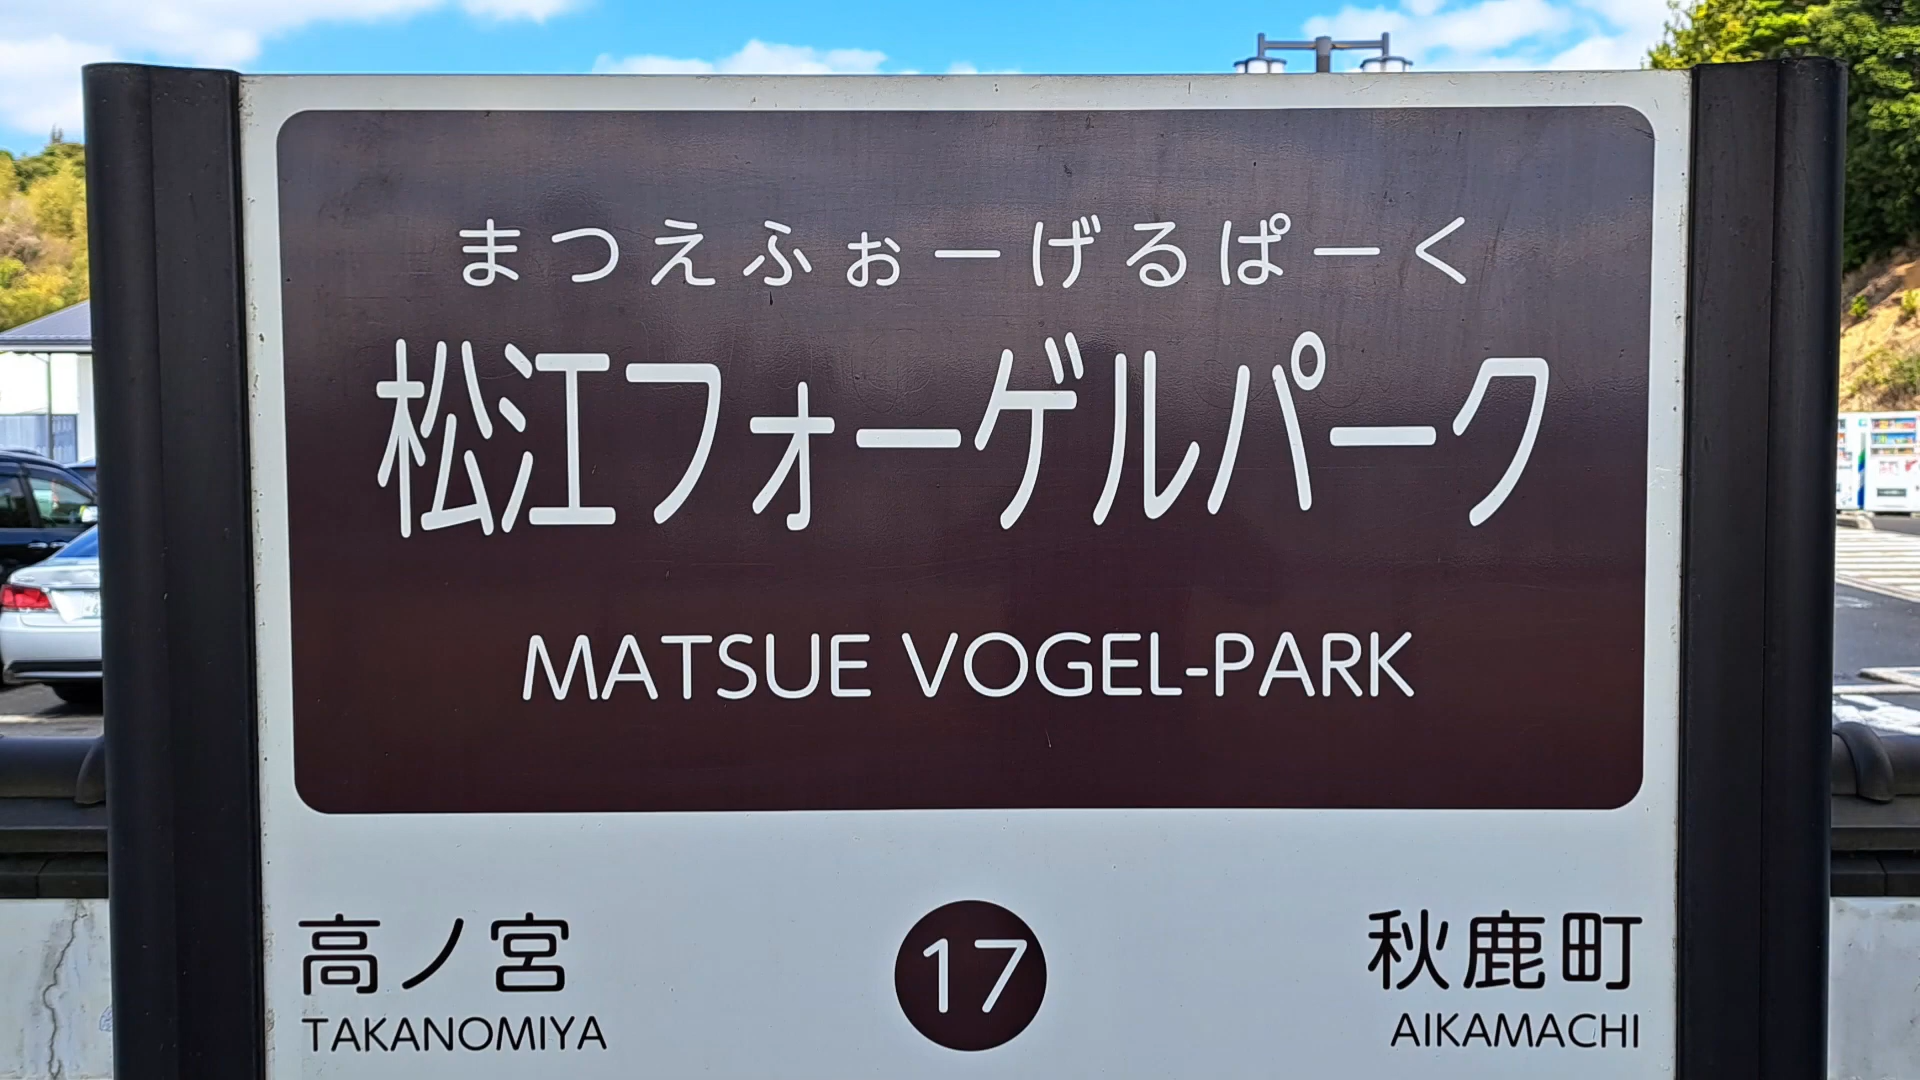 まつえふぉーげるぱーく
松江フォーゲルパーク
MATSUE VOGEL-PARK
高ノ宮
TAKANOMIYA
17
秋鹿町
AIKAMACHI